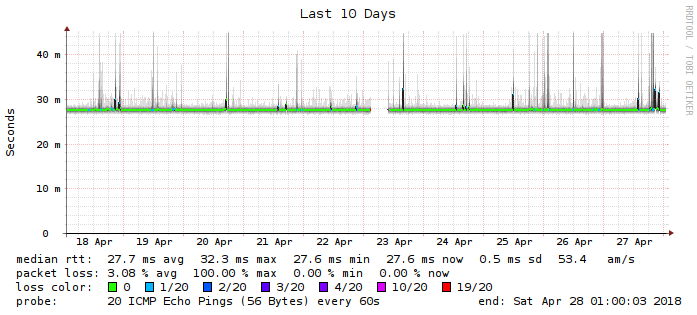 Last 10 Days
RRDTOOL / TOBI OETIKER
Seconds
40 m
30 m
20 m
10 m
0
18 Apr 19 Apr 20 Apr 21 Apr 22 Apr 23 Apr 24 Apr 25 Apr 26 Apr 27 Apr
median rtt: 27.7 ms avg 32.3 ms max 27.6 ms min 27.6 ms now 0.5 ms sd 53.4 am/s
packet loss: 3.08 % avg 100.00 % max 0.00 % min 0.00 % now
loss color: 0 1/20 2/20 3/20 4/20 10/20 19/20
probe: 20 ICMP Echo Pings (56 Bytes) every 60s end: Sat Apr 28 01:00:03 2018